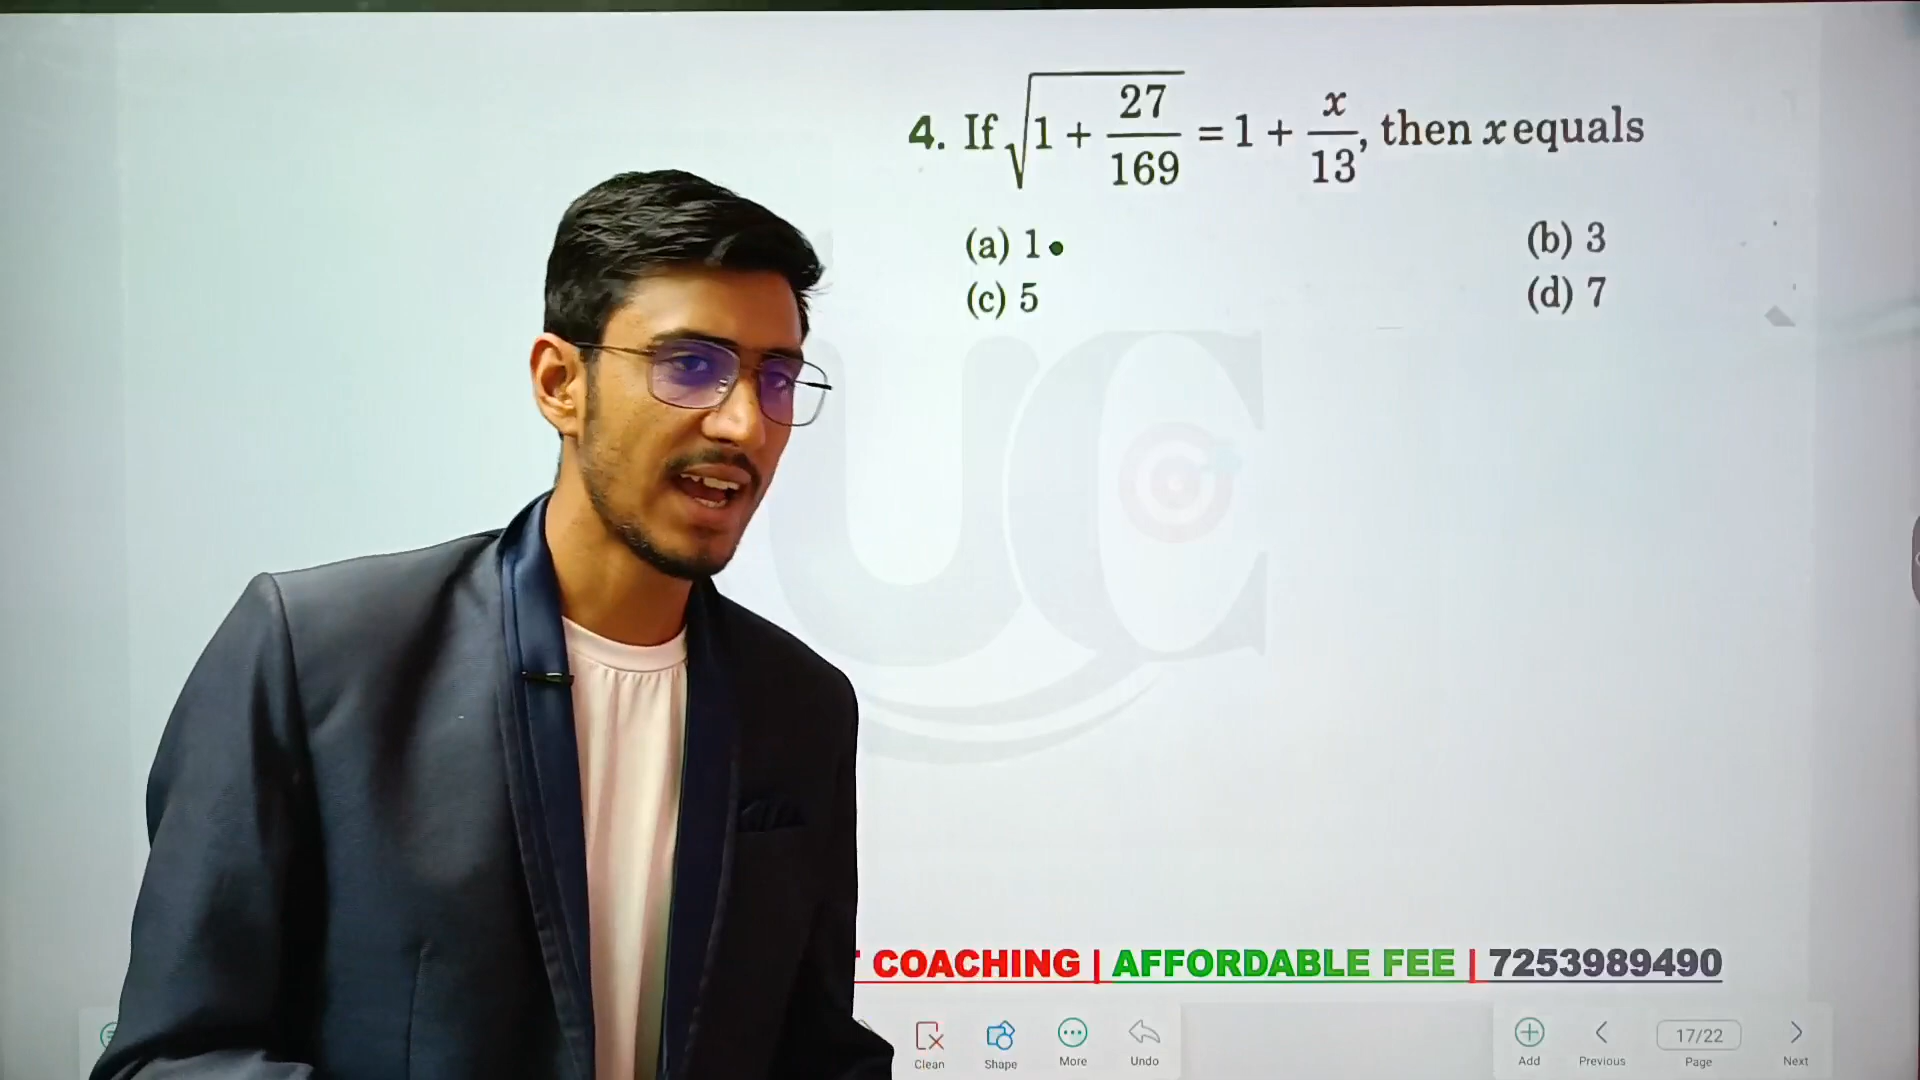 4. If √(1 + 27/169) = 1 + x/13, then x equals
(a) 1
(b) 3
(c) 5
(d) 7
UC
COACHING | AFFORDABLE FEE | 7253989490
Clean Shape More Undo Add Previous 17/22 Page Next